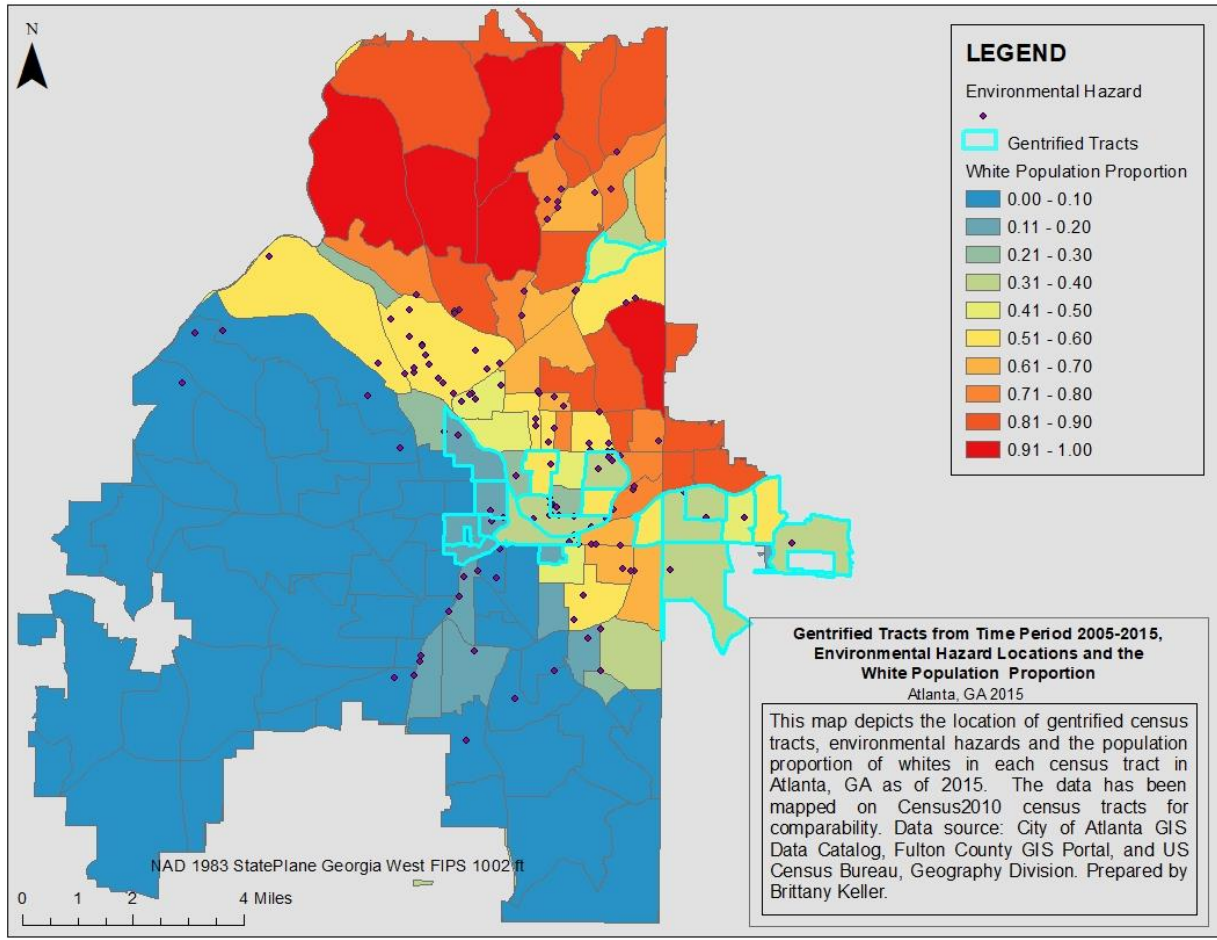 N
LEGEND
Environmental Hazard
Gentrified Tracts
White Population Proportion
0.00 - 0.10
0.11 - 0.20
0.21 - 0.30
0.31 - 0.40
0.41 - 0.50
0.51 - 0.60
0.61 - 0.70
0.71 - 0.80
0.81 - 0.90
0.91 - 1.00
Gentrified Tracts from Time Period 2005-2015,
Environmental Hazard Locations and the
White Population Proportion
Atlanta, GA 2015
This map depicts the location of gentrified census
tracts, environmental hazards and the population
proportion of whites in each census tract in
Atlanta, GA as of 2015. The data has been
mapped on Census2010 census tracts for
comparability. Data source: City of Atlanta GIS
Data Catalog, Fulton County GIS Portal, and US
Census Bureau, Geography Division. Prepared by
Brittany Keller.
NAD 1983 StatePlane Georgia West FIPS 1002 ft
0 1 2 4 Miles